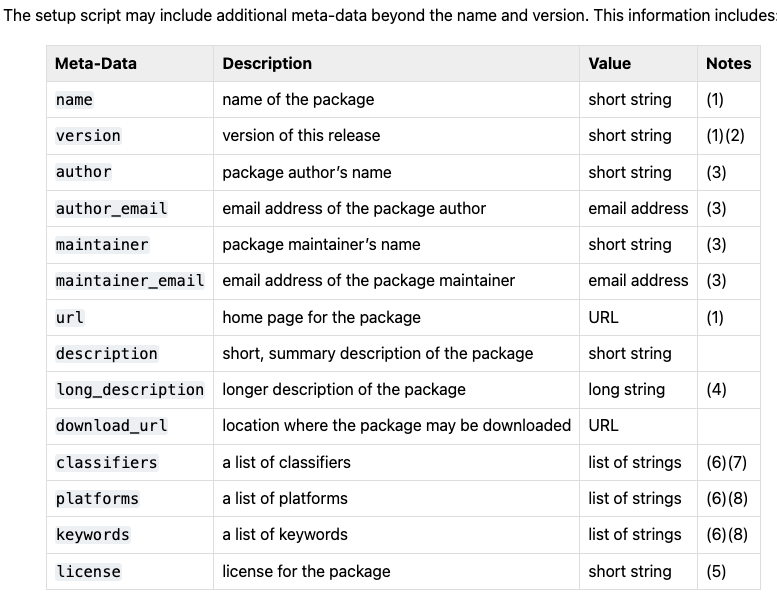 The setup script may include additional meta-data beyond the name and version. This information includes:
Meta-Data Description Value Notes
name name of the package short string (1)
version version of this release short string (1)(2)
author package author’s name short string (3)
author_email email address of the package author email address (3)
maintainer package maintainer’s name short string (3)
maintainer_email email address of the package maintainer email address (3)
url home page for the package URL (1)
description short, summary description of the package short string
long_description longer description of the package long string (4)
download_url location where the package may be downloaded URL
classifiers a list of classifiers list of strings (6)(7)
platforms a list of platforms list of strings (6)(8)
keywords a list of keywords list of strings (6)(8)
license license for the package short string (5)